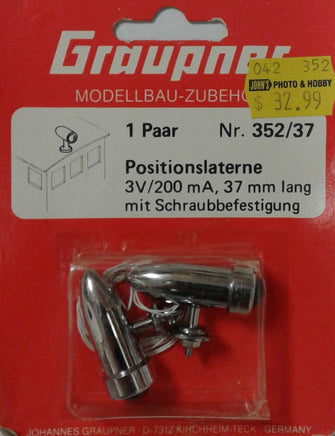 Graupner
MODELLBAU-ZUBEHÖ
042 352
JOHN'S PHOTO & HOBBY
$ 32.99
1 Paar Nr. 352/37
Positionslaterne
3V/200 mA, 37 mm lang
mit Schraubbefestigung
JOHANNES GRAUPNER D-7312 KIRCHHEIM-TECK GERMANY